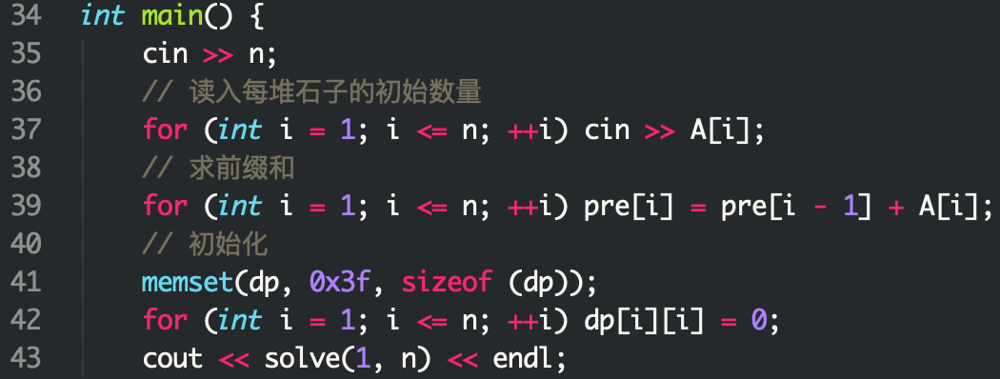 34 int main() {
35 cin >> n;
36 // 读入每堆石子的初始数量
37 for (int i = 1; i <= n; ++i) cin >> A[i];
38 // 求前缀和
39 for (int i = 1; i <= n; ++i) pre[i] = pre[i - 1] + A[i];
40 // 初始化
41 memset(dp, 0x3f, sizeof (dp));
42 for (int i = 1; i <= n; ++i) dp[i][i] = 0;
43 cout << solve(1, n) << endl;